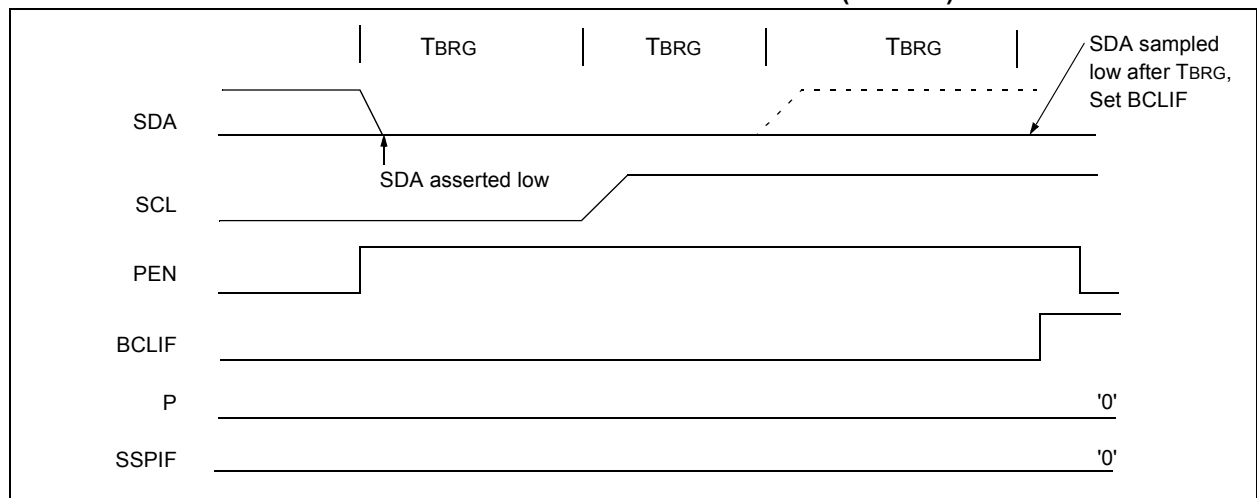 TBRG TBRG TBRG
SDA sampled
low after TBRG,
Set BCLIF
SDA
SDA asserted low
SCL
PEN
BCLIF
P '0'
SSPIF '0'